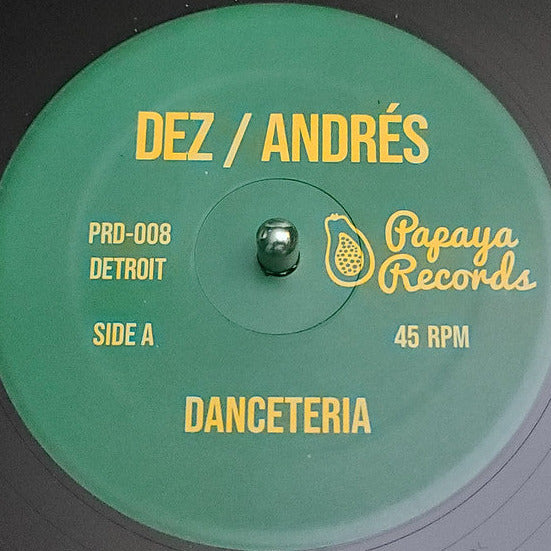 DEZ / ANDRÉS
PRD-008
DETROIT
Papaya
Records
SIDE A
45 RPM
DANCETERIA